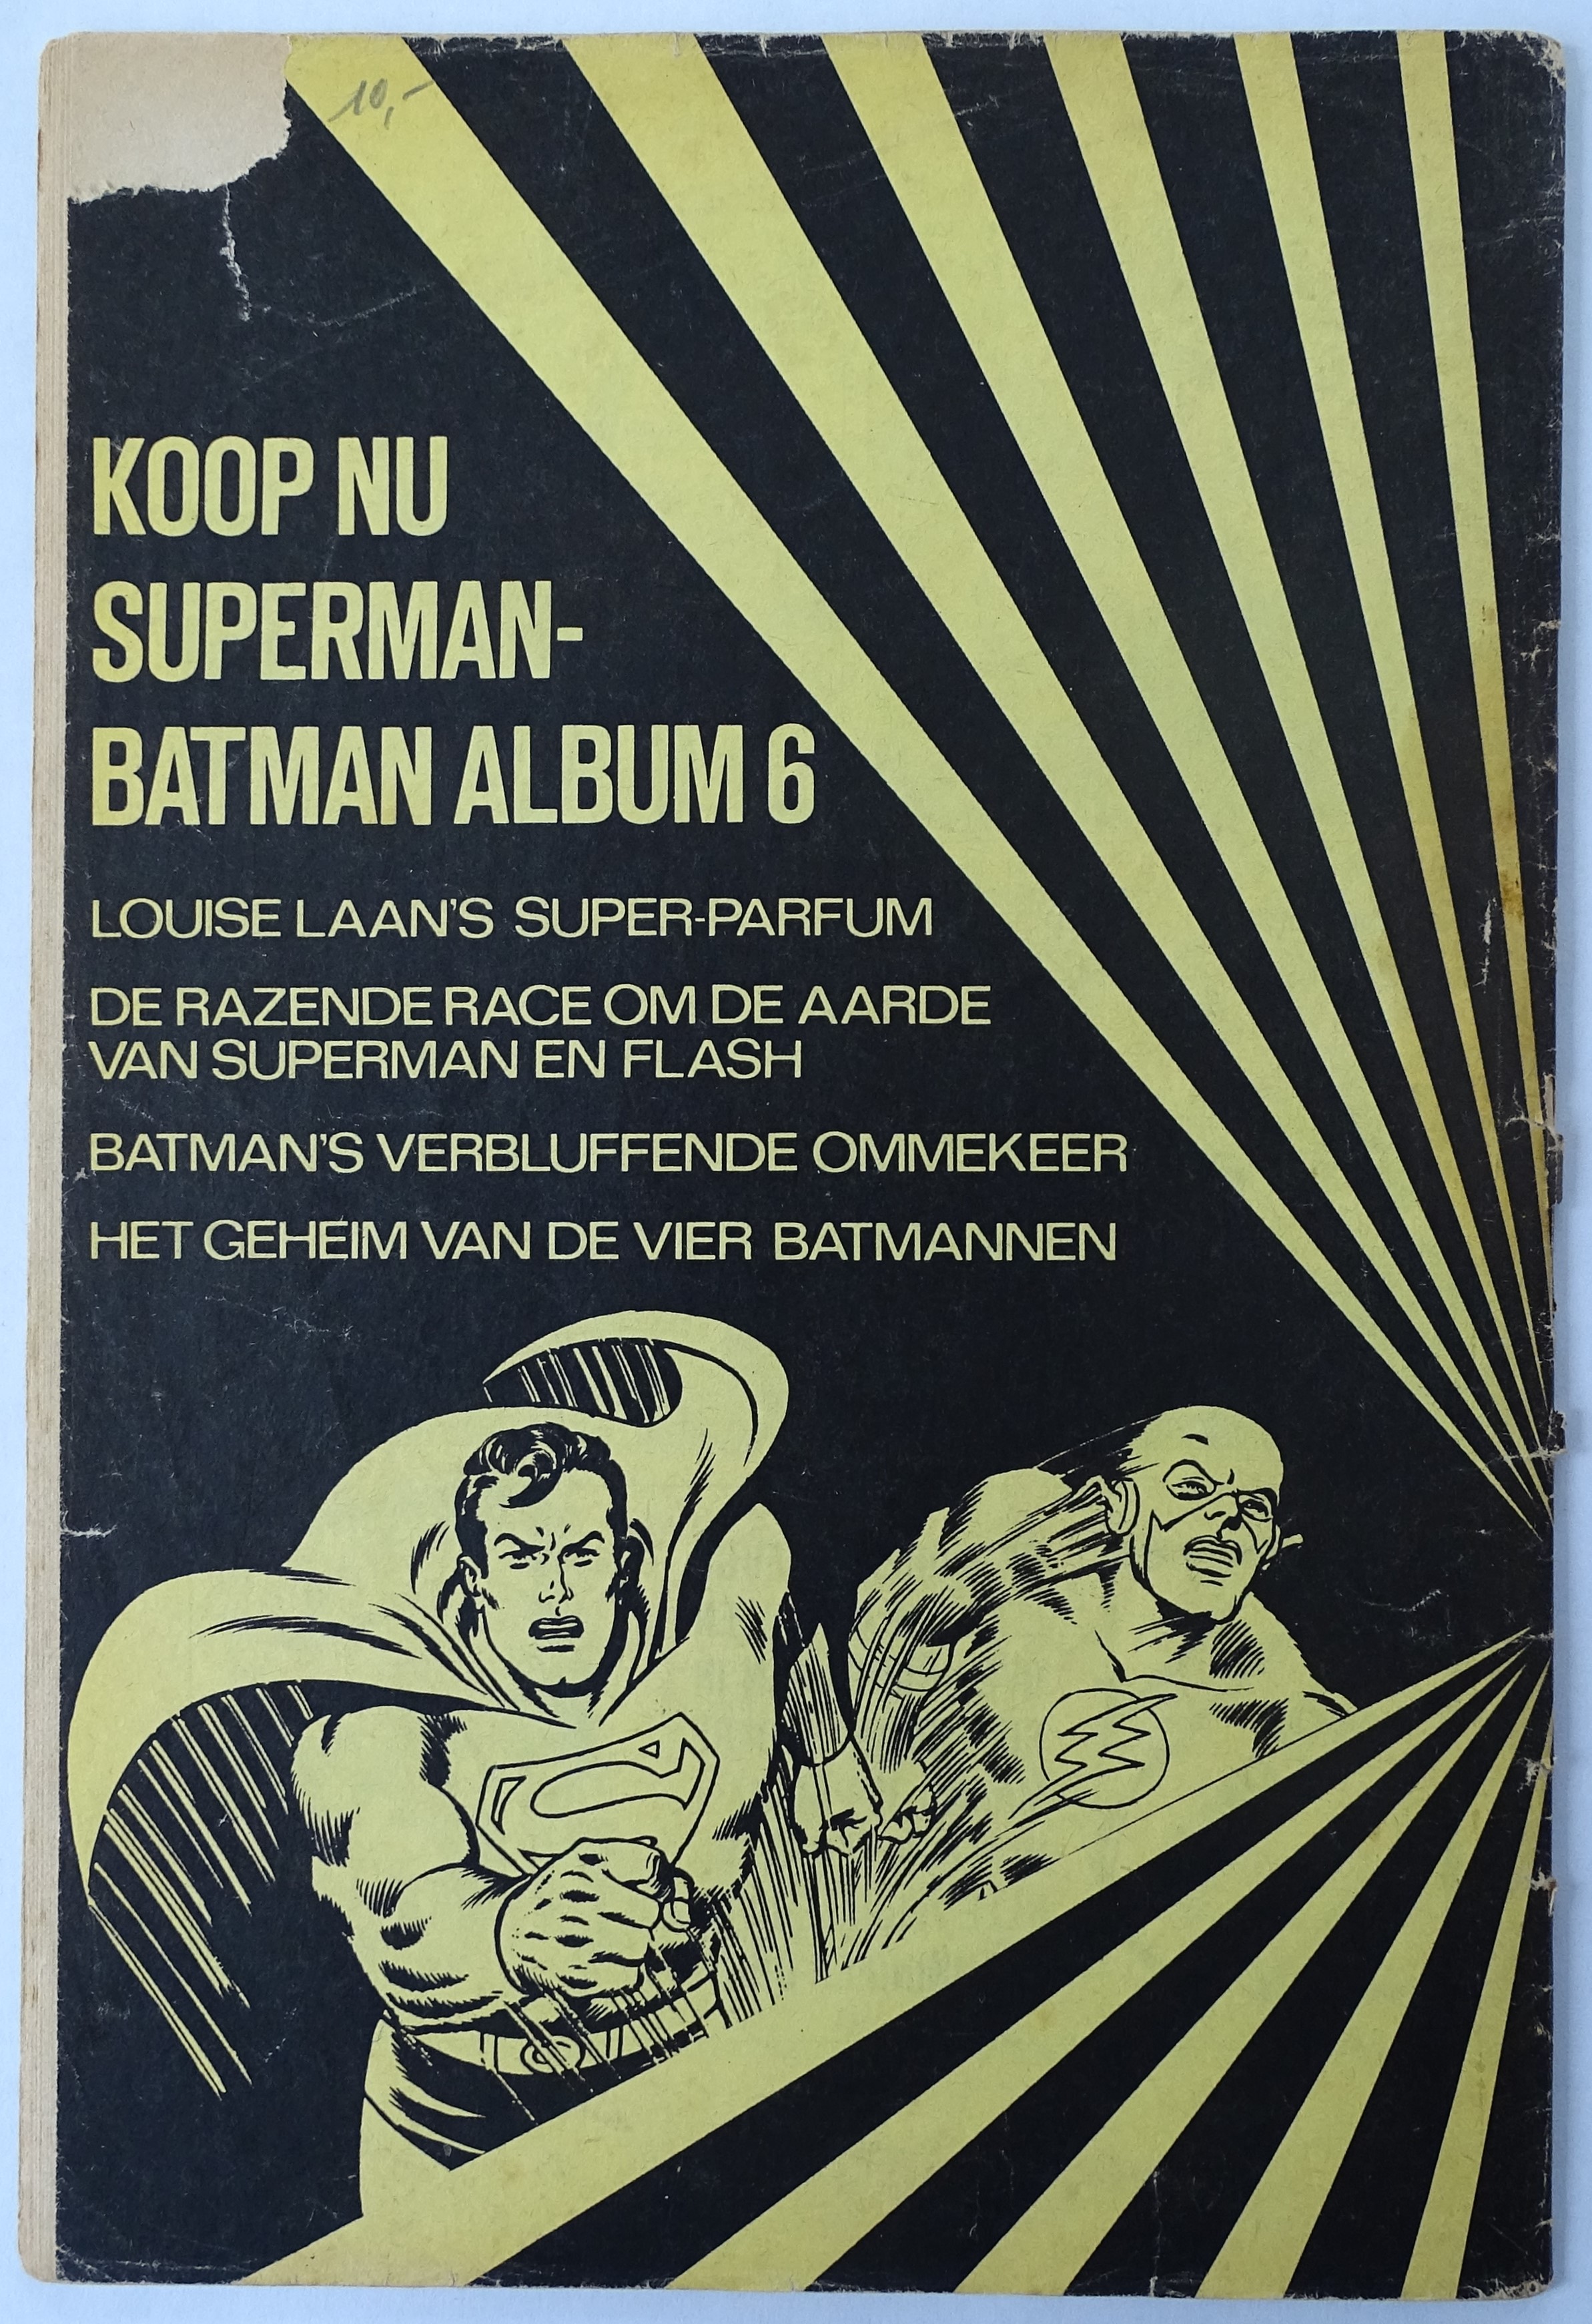 10,-
KOOP NU
SUPERMAN-
BATMAN ALBUM 6
LOUISE LAAN'S SUPER-PARFUM
DE RAZENDE RACE OM DE AARDE
VAN SUPERMAN EN FLASH
BATMAN'S VERBLUFFENDE OMMEKEER
HET GEHEIM VAN DE VIER BATMANNEN
S